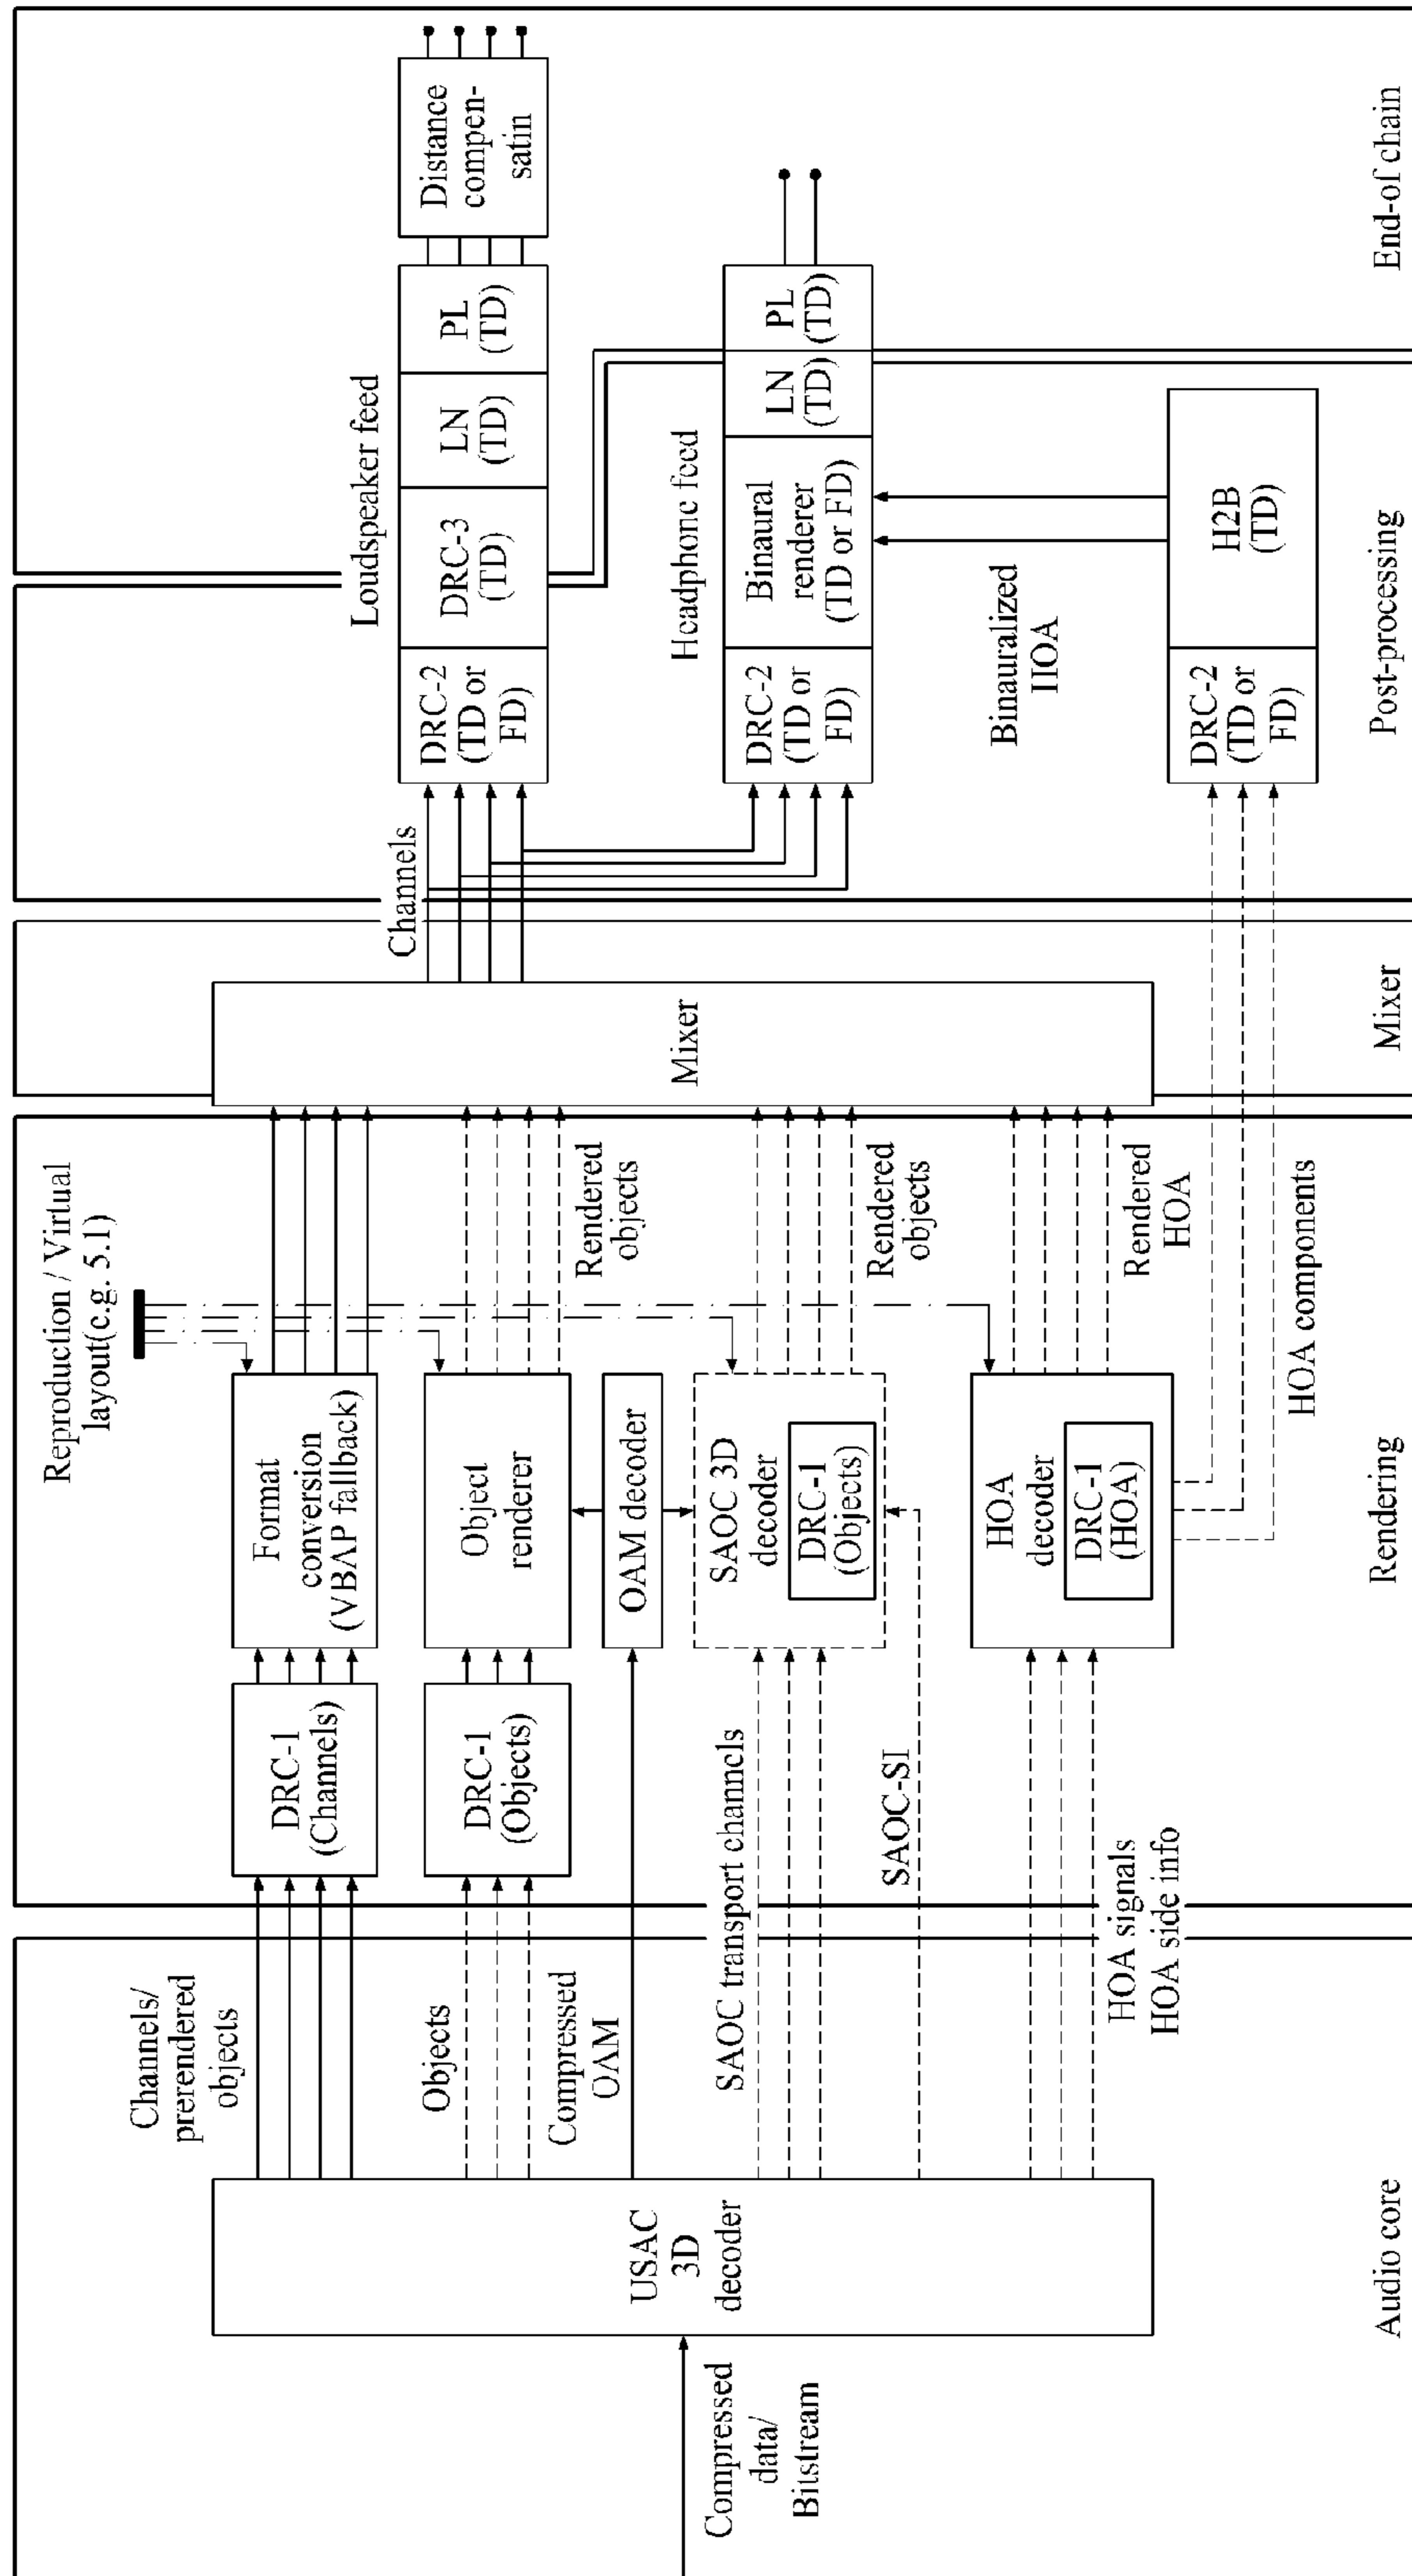 Compressed
data/
Bitstream
USAC
3D
decoder
Audio core
Channels/
prerendered
objects
Objects
Compressed
OAM
SAOC transport channels
SAOC-SI
HOA signals
HOA side info
DRC-1
(Channels)
DRC-1
(Objects)
Reproduction / Virtual
layout(e.g. 5.1)
Format
conversion
(VBAP fallback)
Object
renderer
OAM decoder
SAOC 3D
decoder
DRC-1
(Objects)
HOA
decoder
DRC-1
(HOA)
Rendered
objects
Rendered
objects
Rendered
HOA
HOA components
Rendering
Mixer
Mixer
Channels
Loudspeaker feed
DRC-2
(TD or
FD)
DRC-3
(TD)
LN
(TD)
PL
(TD)
Distance
compen-
satin
Headphone feed
DRC-2
(TD or
FD)
Binaural
renderer
(TD or FD)
LN
(TD)
PL
(TD)
Binauralized
HOA
DRC-2
(TD or
FD)
H2B
(TD)
Post-processing
End-of chain